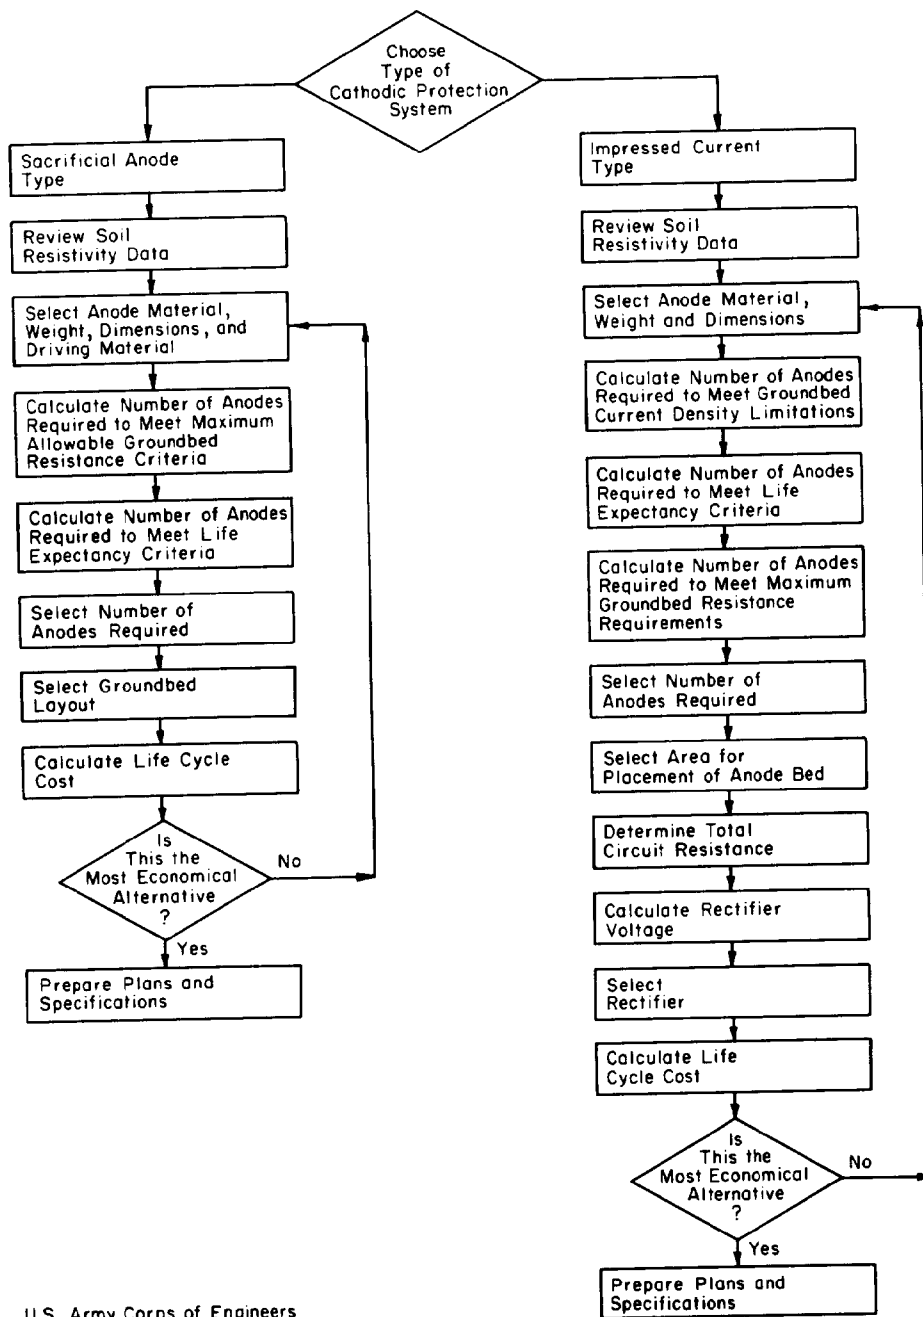 Choose
Type of
Cathodic Protection
System
Sacrificial Anode
Type
Review Soil
Resistivity Data
Select Anode Material,
Weight, Dimensions, and
Driving Material
Calculate Number of Anodes
Required to Meet Maximum
Allowable Groundbed
Resistance Criteria
Calculate Number of Anodes
Required to Meet Life
Expectancy Criteria
Select Number of
Anodes Required
Select Groundbed
Layout
Calculate Life Cycle
Cost
Is
This the
Most Economical
Alternative
?
No
Yes
Prepare Plans and
Specifications
Impressed Current
Type
Review Soil
Resistivity Data
Select Anode Material,
Weight and Dimensions
Calculate Number of Anodes
Required to Meet Groundbed
Current Density Limitations
Calculate Number of Anodes
Required to Meet Life
Expectancy Criteria
Calculate Number of Anodes
Required to Meet Maximum
Groundbed Resistance
Requirements
Select Number of
Anodes Required
Select Area for
Placement of Anode Bed
Determine Total
Circuit Resistance
Calculate Rectifier
Voltage
Select
Rectifier
Calculate Life
Cycle Cost
Is
This the
Most Economical
Alternative
?
No
Yes
Prepare Plans and
Specifications
U.S. Army Corps of Engineers